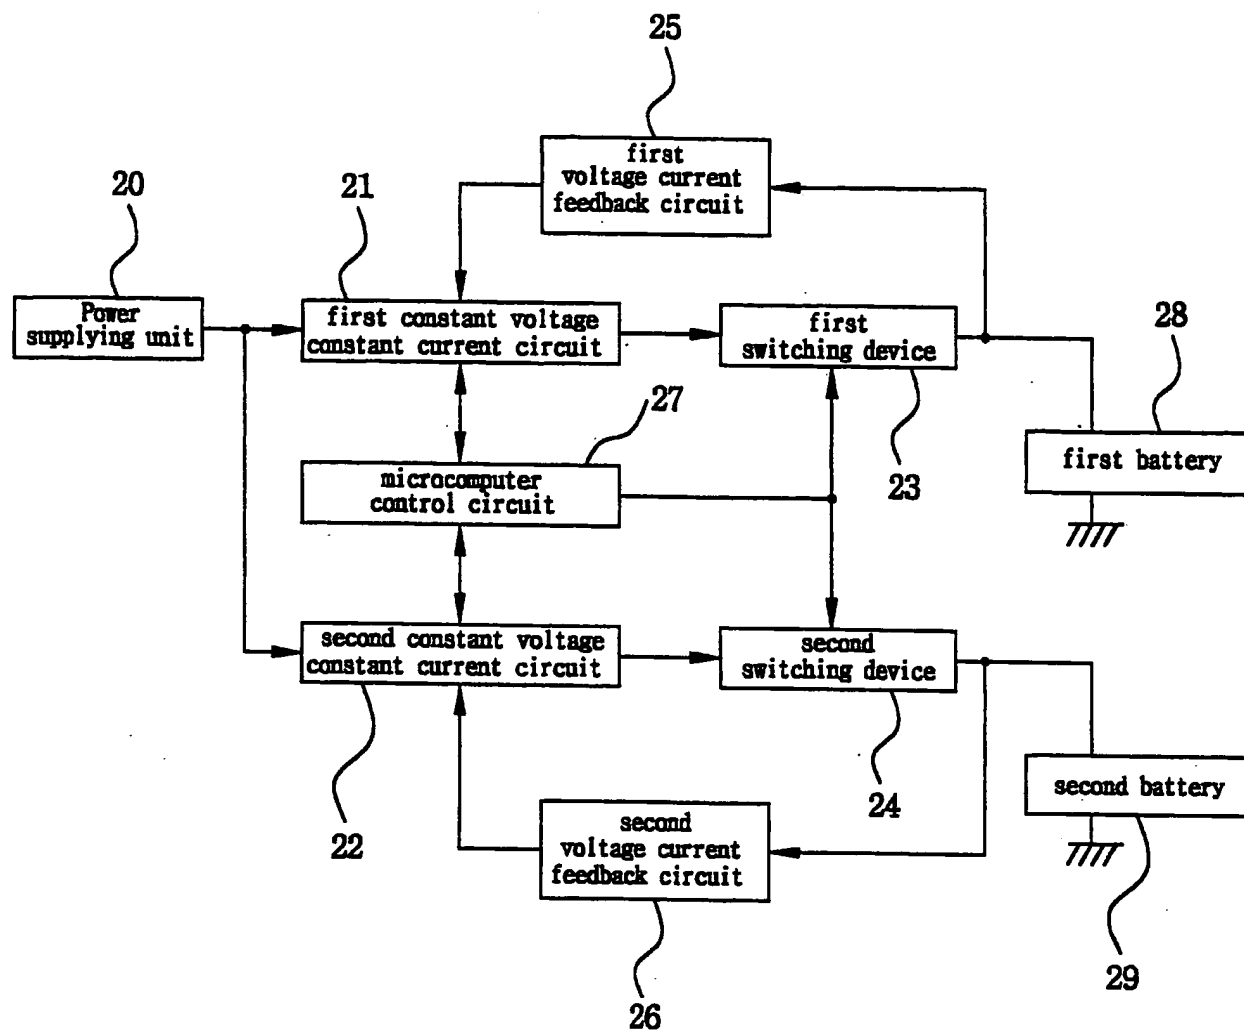 25
first
voltage current
feedback circuit
20
21
Power
supplying unit
first constant voltage
constant current circuit
first
switching device
28
27
23
first battery
microcomputer
control circuit
second constant voltage
constant current circuit
second
switching device
22
24
second battery
second
voltage current
feedback circuit
29
26